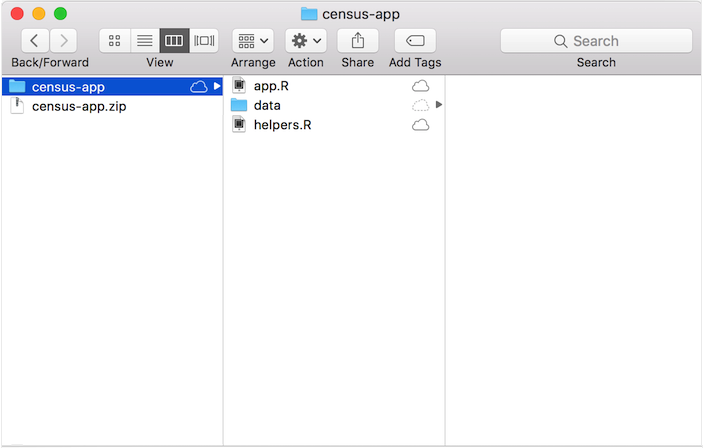 census-app
Search
Back/Forward View Arrange Action Share Add Tags Search
census-app
census-app.zip
app.R
data
helpers.R